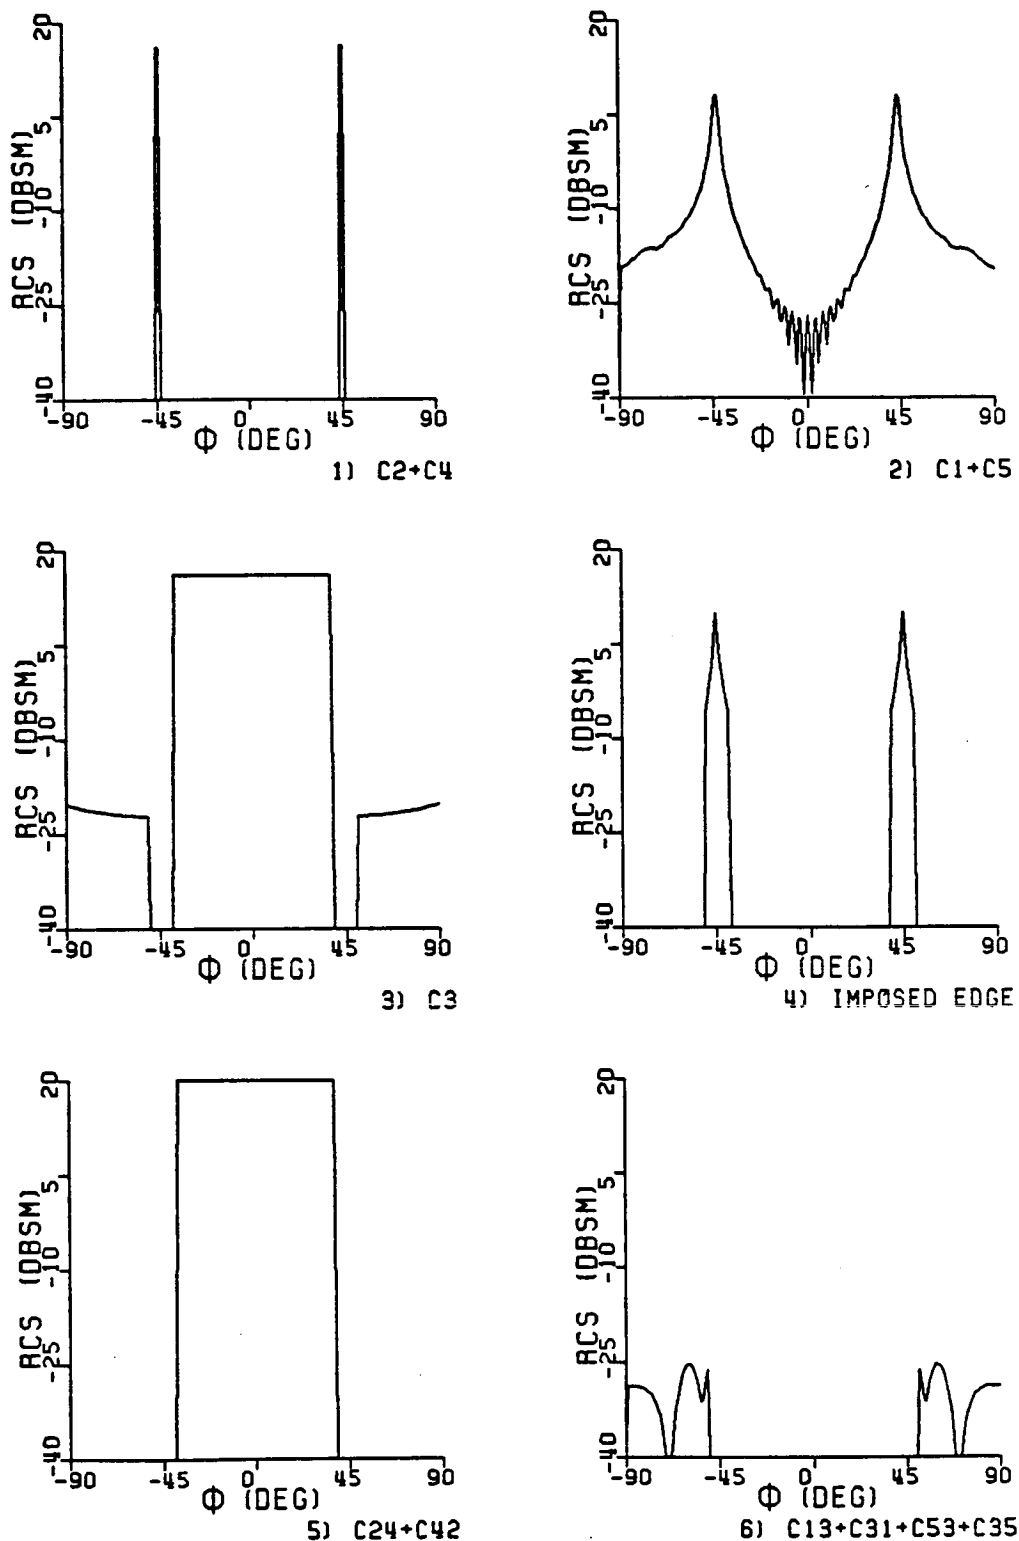 20
5
-10
-25
-40
RCS (DBSM)
-90 -45 0 45 90
Φ (DEG)
1) C2+C4
20
5
-10
-25
-40
RCS (DBSM)
-90 -45 0 45 90
Φ (DEG)
2) C1+C5
20
5
-10
-25
-40
RCS (DBSM)
-90 -45 0 45 90
Φ (DEG)
3) C3
20
5
-10
-25
-40
RCS (DBSM)
-90 -45 0 45 90
Φ (DEG)
4) IMPOSED EDGE
20
5
-10
-25
-40
RCS (DBSM)
-90 -45 0 45 90
Φ (DEG)
5) C24+C42
20
5
-10
-25
-40
RCS (DBSM)
-90 -45 0 45 90
Φ (DEG)
6) C13+C31+C53+C35